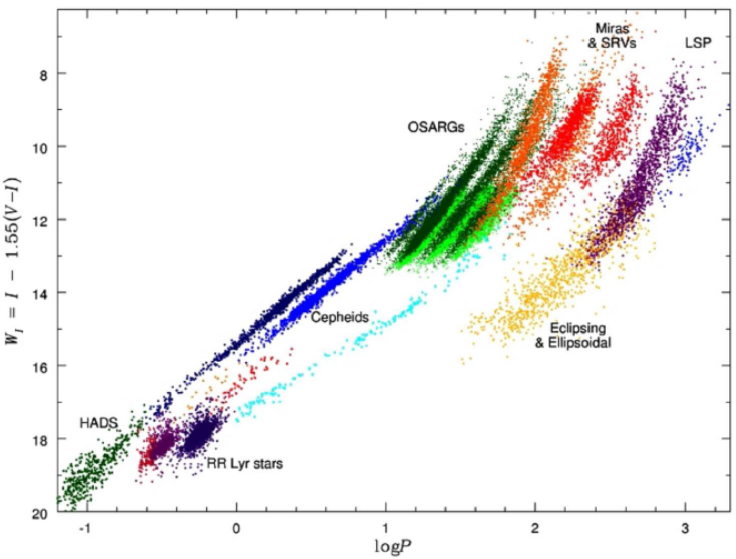 Miras
& SRVs
LSP
OSARGs
Cepheids
Eclipsing
& Ellipsoidal
HADS
RR Lyr stars
W_I = I − 1.55(V−I)
8
10
12
14
16
18
20
-1
0
1
2
3
logP